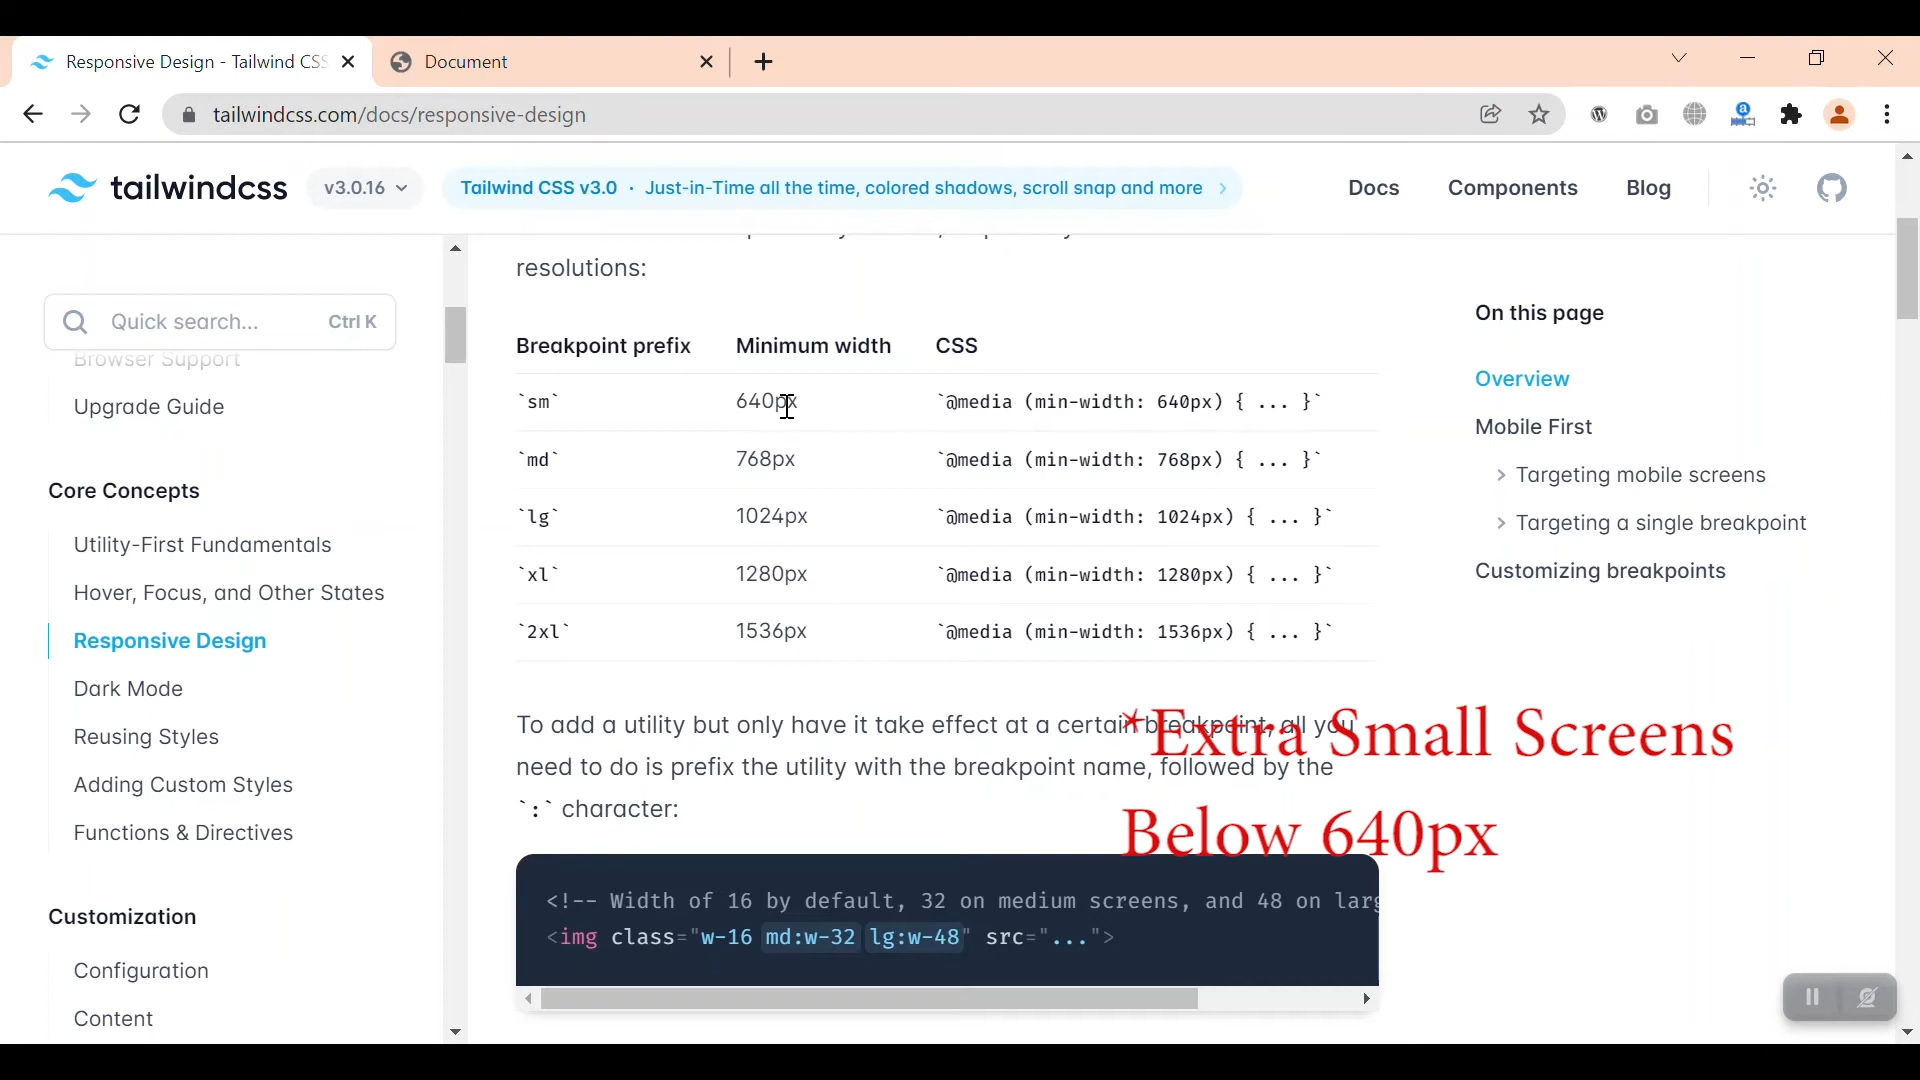 Responsive Design - Tailwind CSS
Document
tailwindcss.com/docs/responsive-design
tailwindcss
v3.0.16
Tailwind CSS v3.0 · Just-in-Time all the time, colored shadows, scroll snap and more
Docs
Components
Blog
Quick search...
Ctrl K
Browser Support
Upgrade Guide
Core Concepts
Utility-First Fundamentals
Hover, Focus, and Other States
Responsive Design
Dark Mode
Reusing Styles
Adding Custom Styles
Functions & Directives
Customization
Configuration
Content
resolutions:
Breakpoint prefix Minimum width CSS
`sm` 640px `@media (min-width: 640px) { ... }`
`md` 768px `@media (min-width: 768px) { ... }`
`lg` 1024px `@media (min-width: 1024px) { ... }`
`xl` 1280px `@media (min-width: 1280px) { ... }`
`2xl` 1536px `@media (min-width: 1536px) { ... }`
To add a utility but only have it take effect at a certain breakpoint, all you
need to do is prefix the utility with the breakpoint name, followed by the
`:` character:
<!-- Width of 16 by default, 32 on medium screens, and 48 on larg
<img class="w-16 md:w-32 lg:w-48" src="...">
*Extra Small Screens
Below 640px
On this page
Overview
Mobile First
Targeting mobile screens
Targeting a single breakpoint
Customizing breakpoints